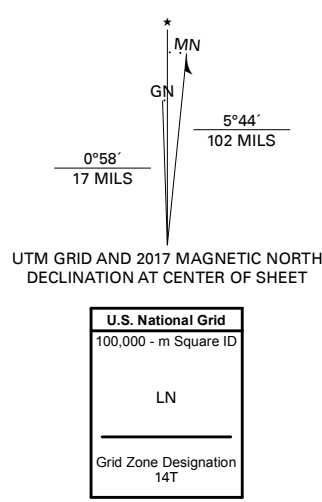 ★
MN
GN
5°44´
102 MILS
0°58´
17 MILS
UTM GRID AND 2017 MAGNETIC NORTH
DECLINATION AT CENTER OF SHEET
U.S. National Grid
100,000 - m Square ID
LN
Grid Zone Designation
14T